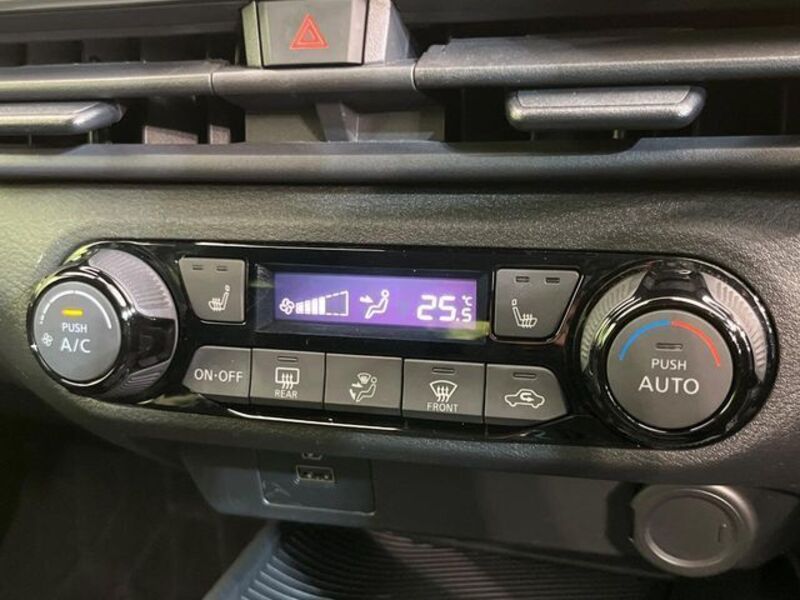 25.5 °C
PUSH
A/C
ON·OFF
REAR
FRONT
PUSH
AUTO